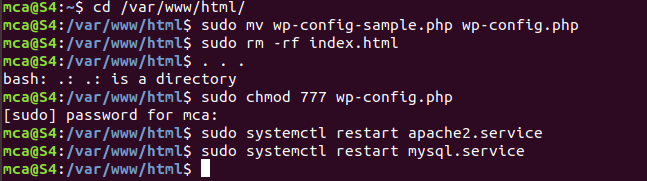 mca@S4:~$ cd /var/www/html/
mca@S4:/var/www/html$ sudo mv wp-config-sample.php wp-config.php
mca@S4:/var/www/html$ sudo rm -rf index.html
mca@S4:/var/www/html$ . . .
bash: .: .: is a directory
mca@S4:/var/www/html$ sudo chmod 777 wp-config.php
[sudo] password for mca:
mca@S4:/var/www/html$ sudo systemctl restart apache2.service
mca@S4:/var/www/html$ sudo systemctl restart mysql.service
mca@S4:/var/www/html$